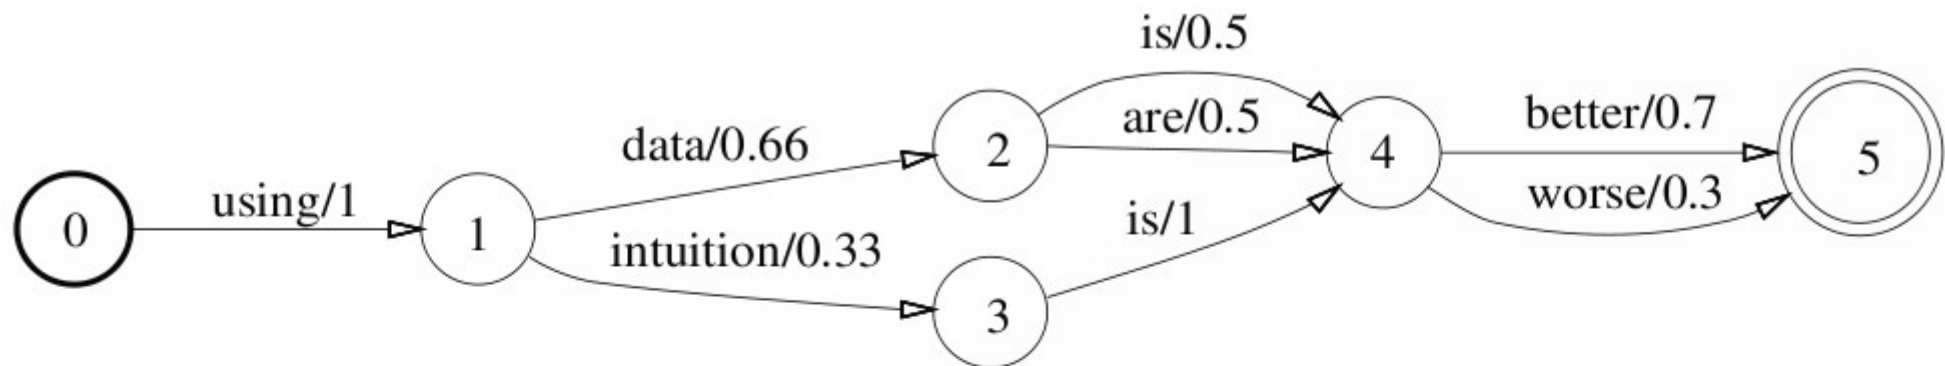 is/0.5
data/0.66
2
are/0.5
4
better/0.7
5
0
using/1
1
intuition/0.33
3
is/1
worse/0.3